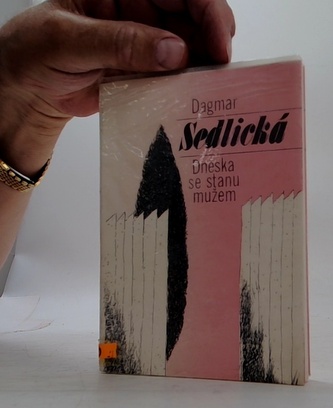 Dagmar
Sedlická
Dneska
se stanu
mužem